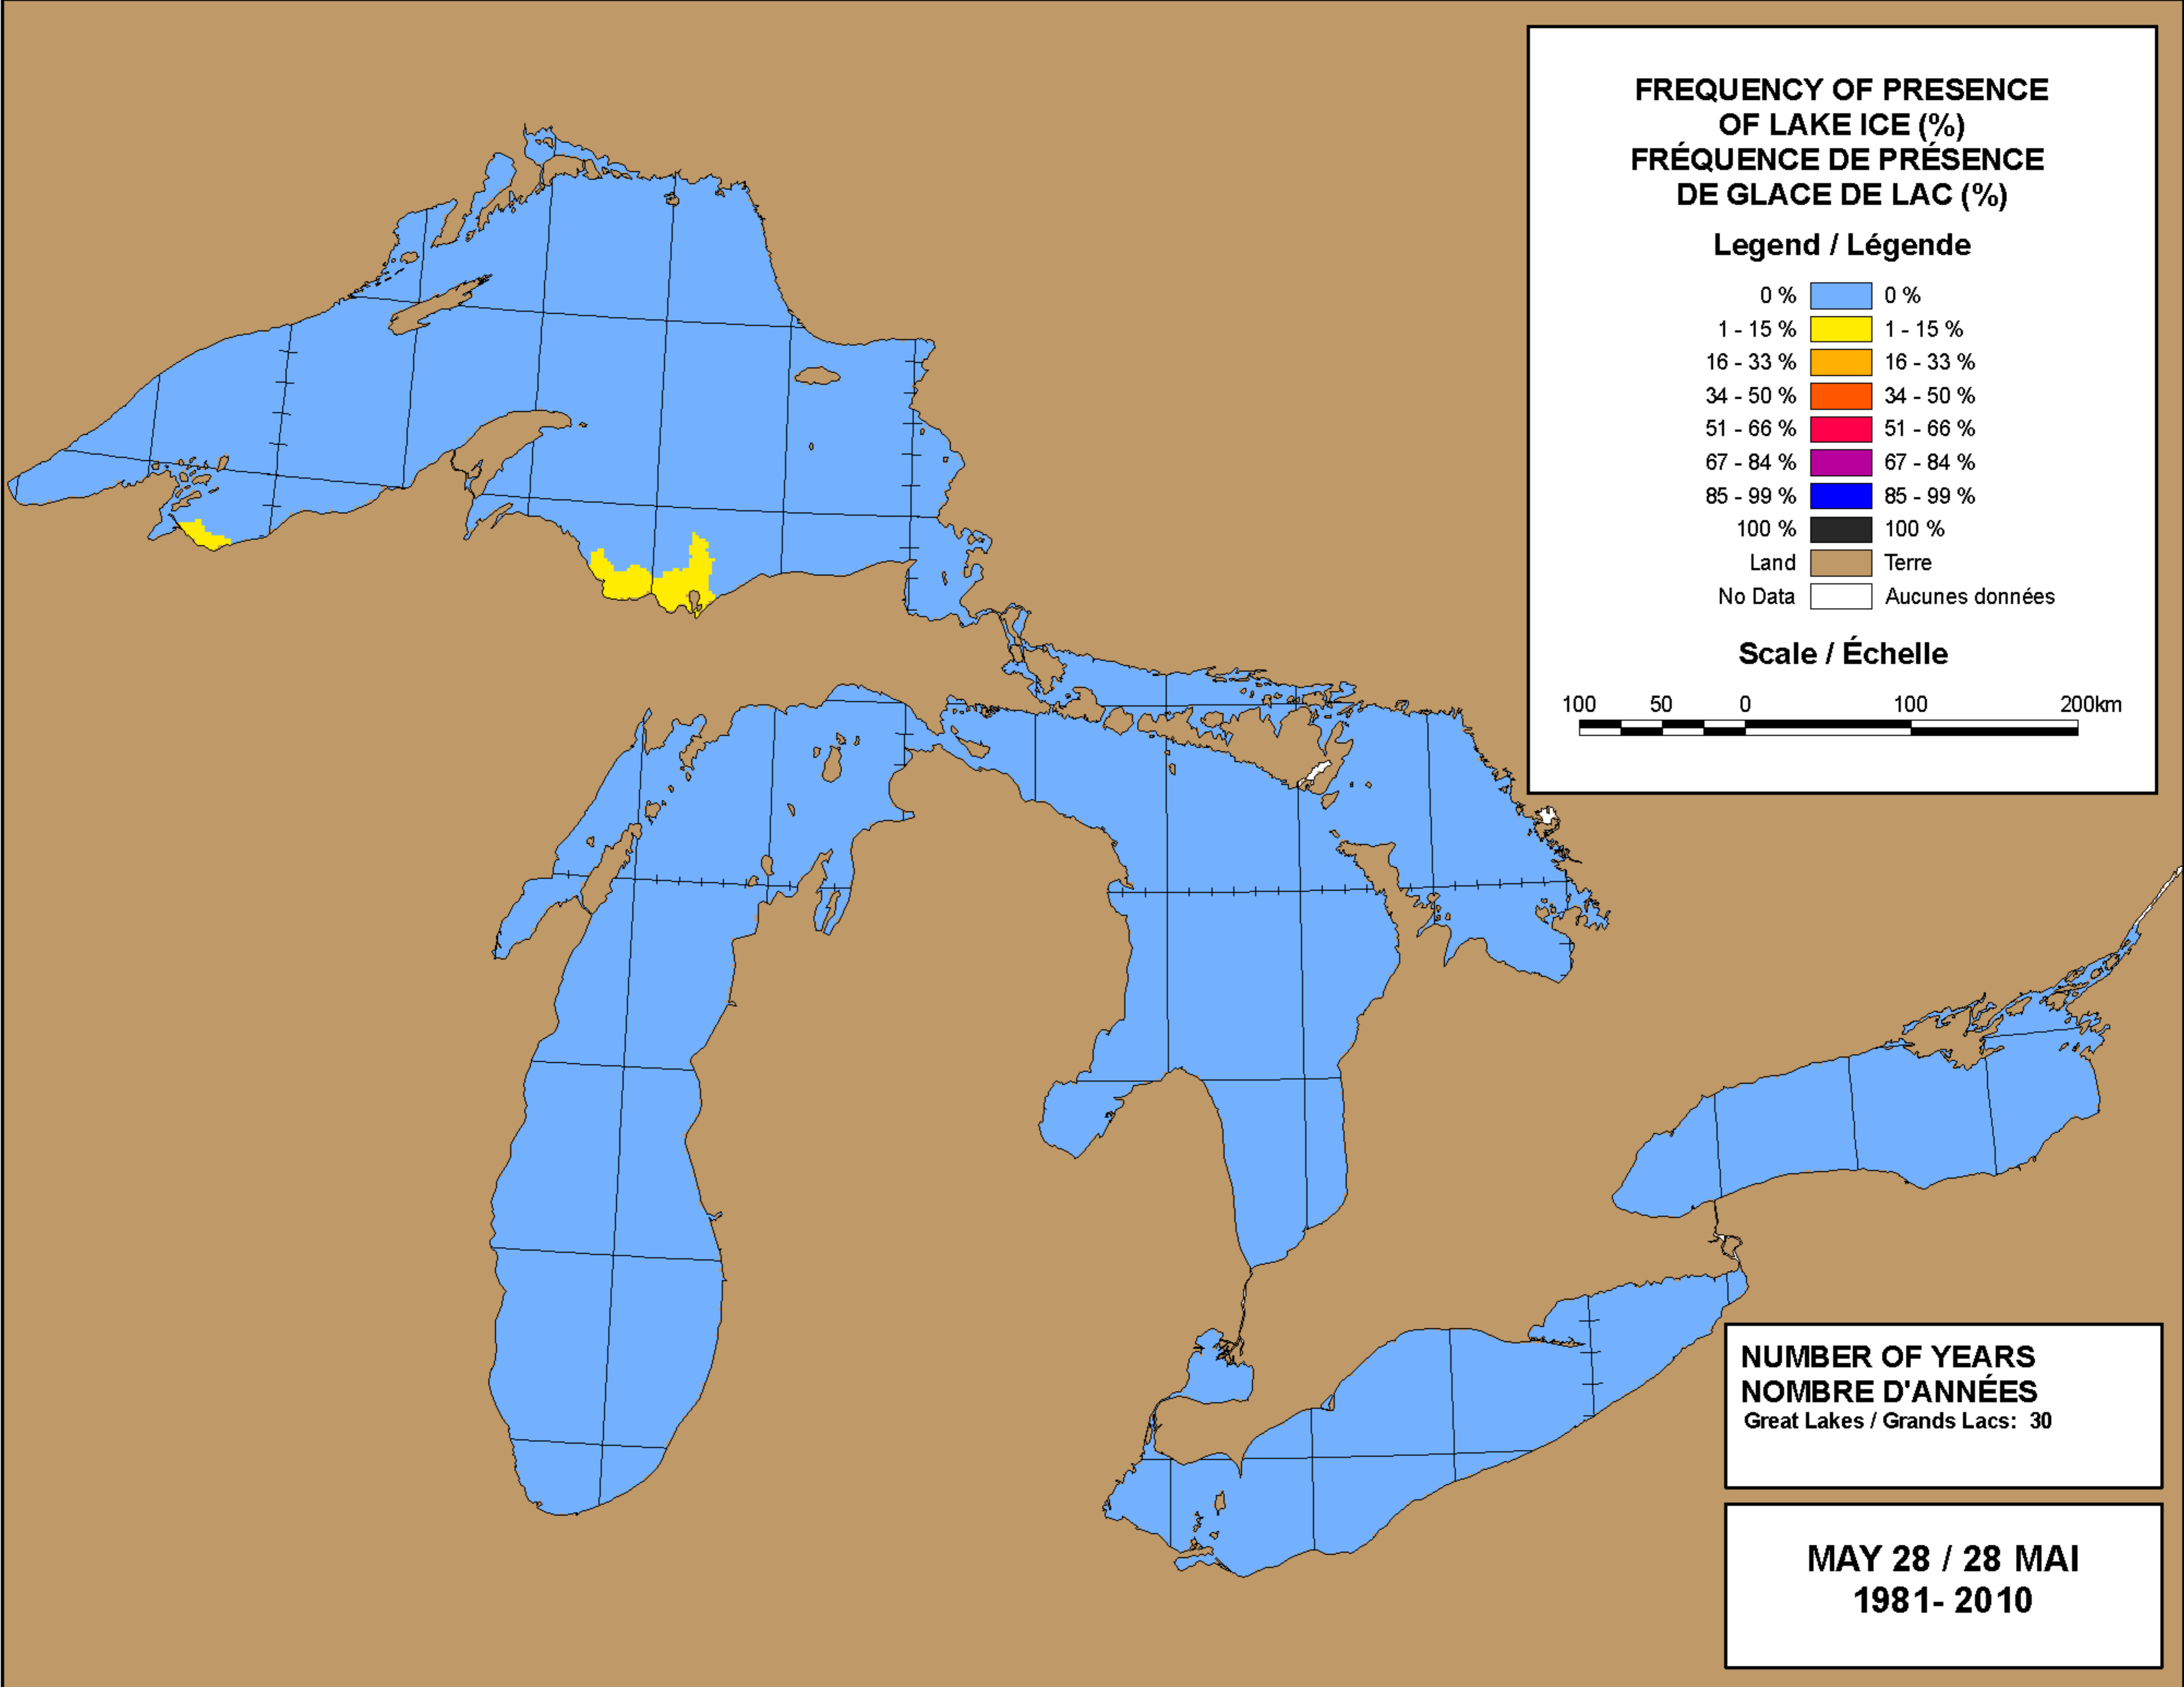 FREQUENCY OF PRESENCE
OF LAKE ICE (%)
FRÉQUENCE DE PRÉSENCE
DE GLACE DE LAC (%)
Legend / Légende
0 % 0 %
1 - 15 % 1 - 15 %
16 - 33 % 16 - 33 %
34 - 50 % 34 - 50 %
51 - 66 % 51 - 66 %
67 - 84 % 67 - 84 %
85 - 99 % 85 - 99 %
100 % 100 %
Land Terre
No Data Aucunes données
Scale / Échelle
100 50 0 100 200km
NUMBER OF YEARS
NOMBRE D'ANNÉES
Great Lakes / Grands Lacs: 30
MAY 28 / 28 MAI
1981- 2010